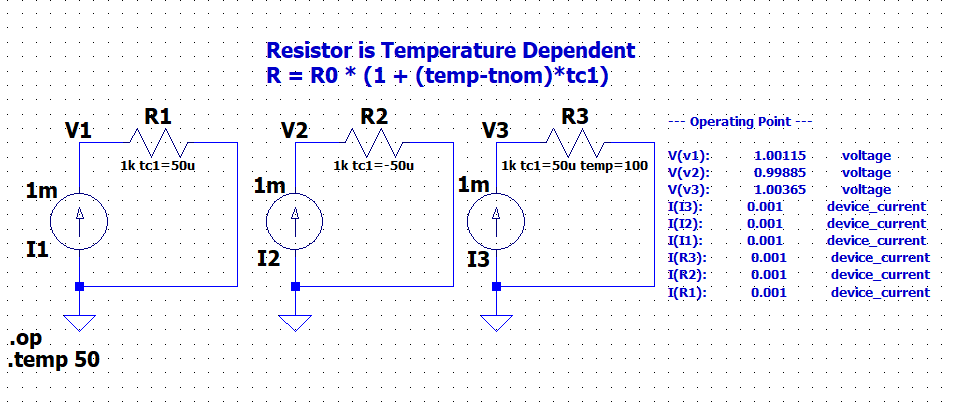 Resistor is Temperature Dependent
R = R0 * (1 + (temp-tnom)*tc1)
V1
R1
1k tc1=50u
1m
I1
V2
R2
1k tc1=-50u
1m
I2
V3
R3
1k tc1=50u temp=100
1m
I3
.op
.temp 50
--- Operating Point ---
V(v1): 1.00115 voltage
V(v2): 0.99885 voltage
V(v3): 1.00365 voltage
I(I3): 0.001 device_current
I(I2): 0.001 device_current
I(I1): 0.001 device_current
I(R3): 0.001 device_current
I(R2): 0.001 device_current
I(R1): 0.001 device_current